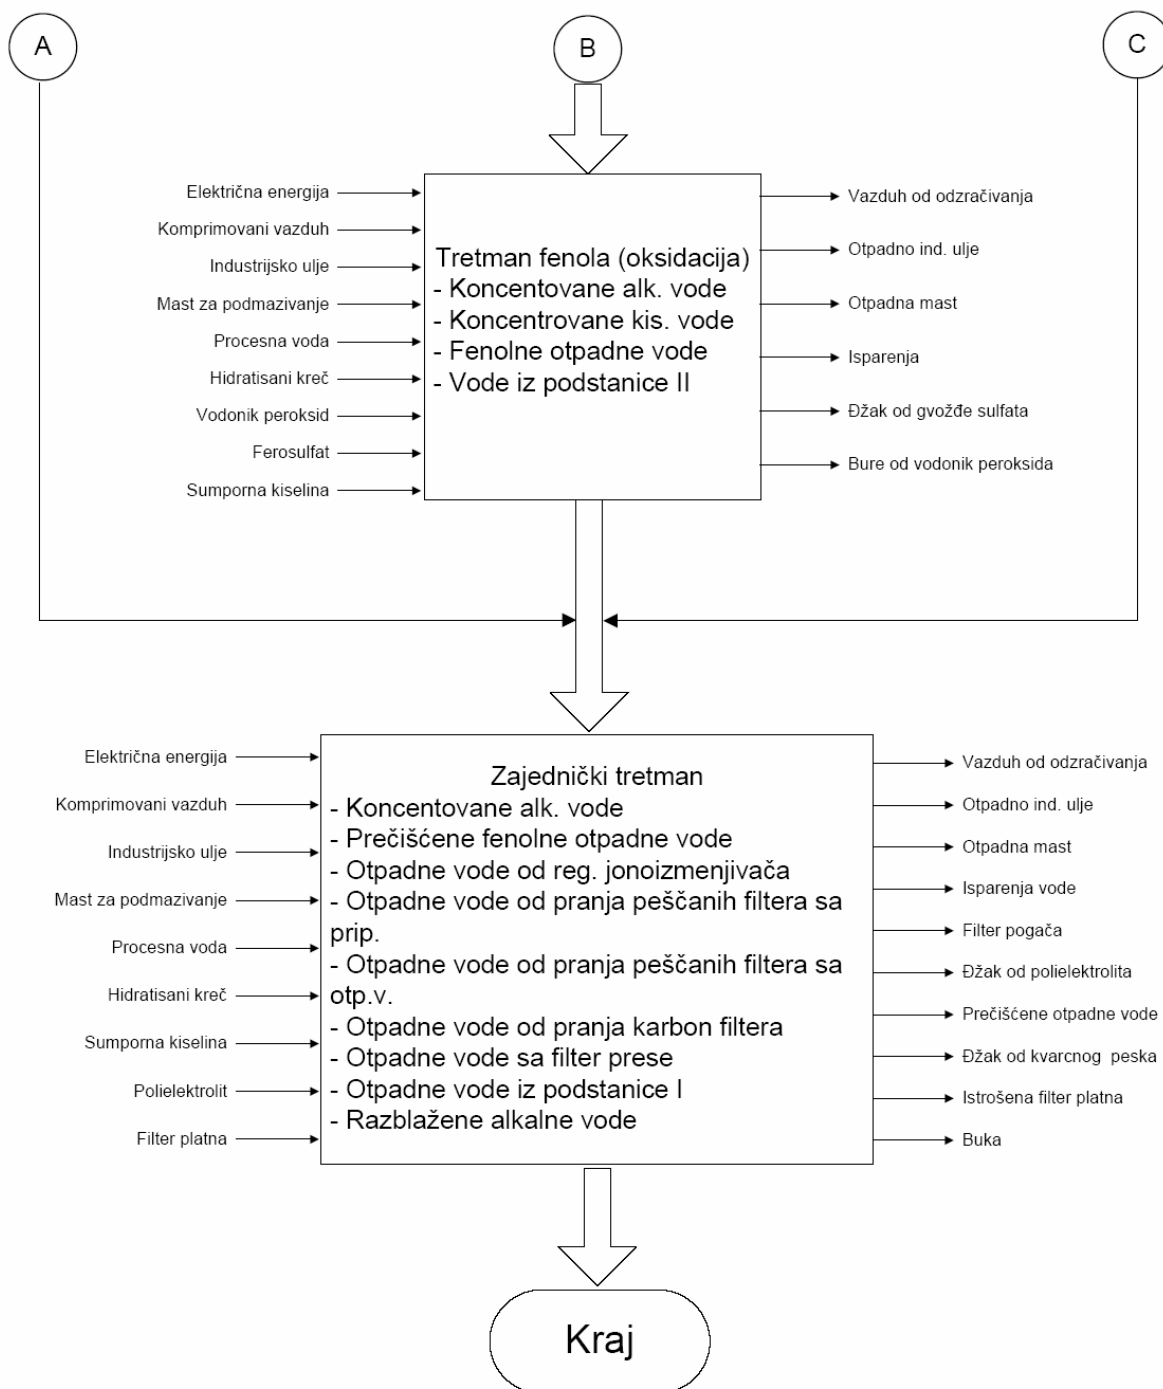 A
B
C
Električna energija
Komprimovani vazduh
Industrijsko ulje
Mast za podmazivanje
Procesna voda
Hidratisani kreč
Vodonik peroksid
Ferosulfat
Sumporna kiselina
Tretman fenola (oksidacija)
- Koncentovane alk. vode
- Koncentrovane kis. vode
- Fenolne otpadne vode
- Vode iz podstanice II
Vazduh od odzračivanja
Otpadno ind. ulje
Otpadna mast
Isparenja
Đžak od gvožđe sulfata
Bure od vodonik peroksida
Električna energija
Komprimovani vazduh
Industrijsko ulje
Mast za podmazivanje
Procesna voda
Hidratisani kreč
Sumporna kiselina
Polielektrolit
Filter platna
Zajednički tretman
- Koncentovane alk. vode
- Prečišćene fenolne otpadne vode
- Otpadne vode od reg. jonoizmenjivača
- Otpadne vode od pranja peščanih filtera sa
prip.
- Otpadne vode od pranja peščanih filtera sa
otp.v.
- Otpadne vode od pranja karbon filtera
- Otpadne vode sa filter prese
- Otpadne vode iz podstanice I
- Razblažene alkalne vode
Vazduh od odzračivanja
Otpadno ind. ulje
Otpadna mast
Isparenja vode
Filter pogača
Đžak od polielektrolita
Prečišćene otpadne vode
Đžak od kvarcnog peska
Istrošena filter platna
Buka
Kraj